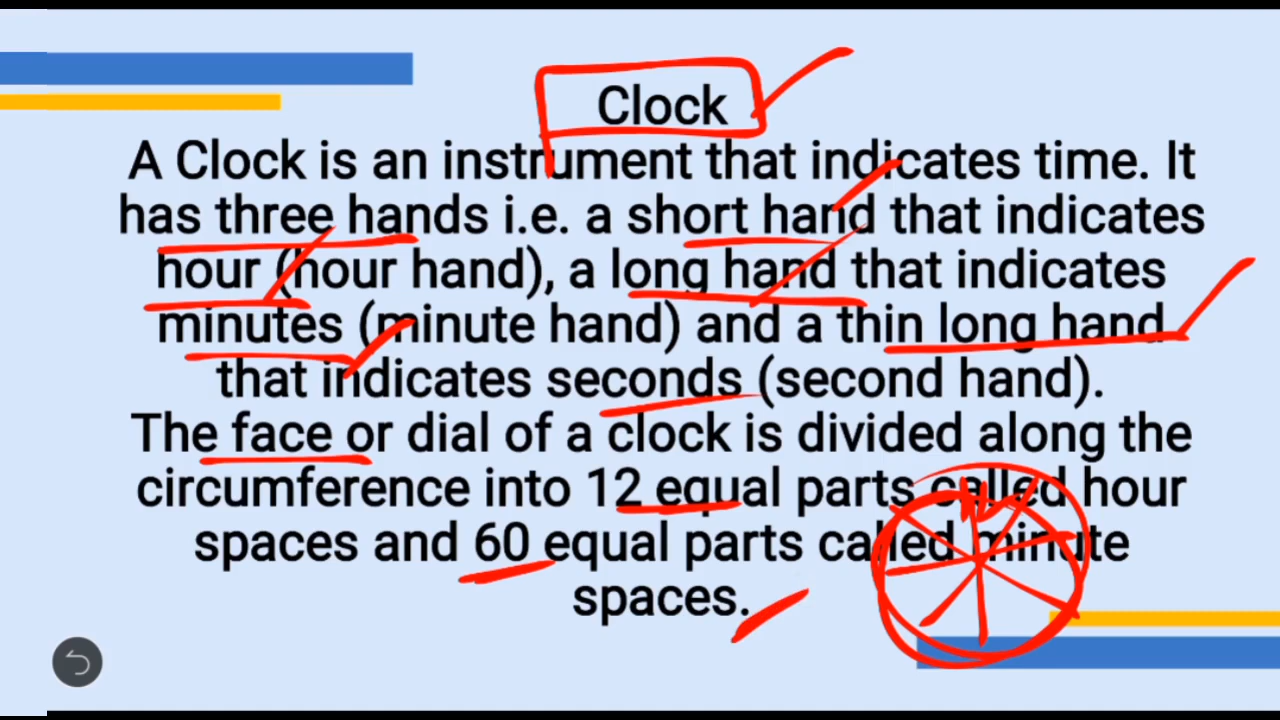 Clock
A Clock is an instrument that indicates time. It
has three hands i.e. a short hand that indicates
hour (hour hand), a long hand that indicates
minutes (minute hand) and a thin long hand
that indicates seconds (second hand).
The face or dial of a clock is divided along the
circumference into 12 equal parts called hour
spaces and 60 equal parts called minute
spaces.